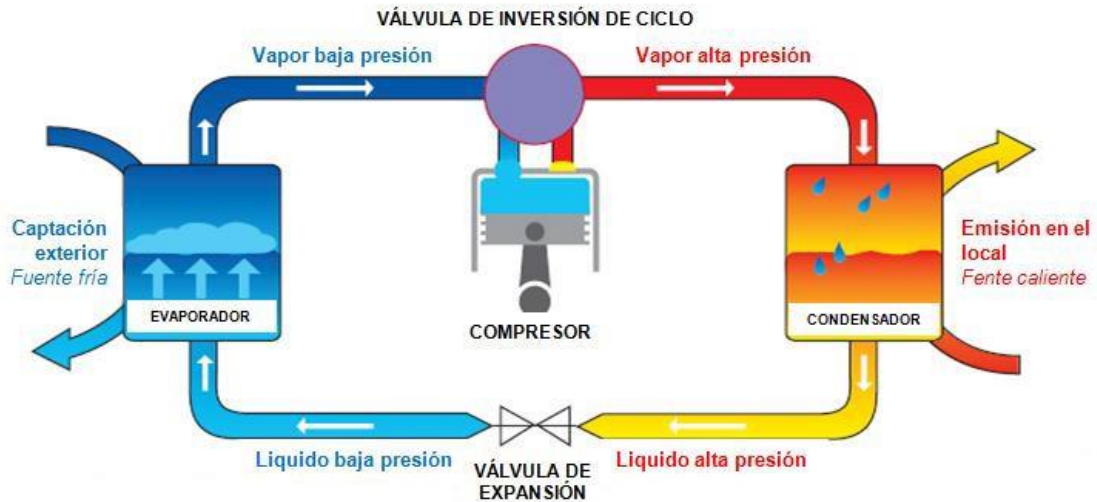 VÁLVULA DE INVERSIÓN DE CICLO
Vapor baja presión
Vapor alta presión
Captación
exterior
Fuente fría
Emisión en el
local
Fente caliente
EVAPORADOR
CONDENSADOR
COMPRESOR
Liquido baja presión
Liquido alta presión
VÁLVULA DE
EXPANSIÓN